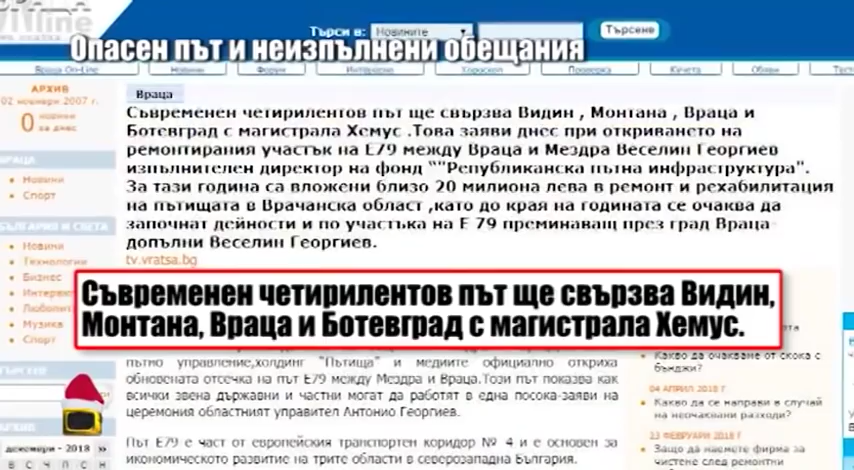 Търси в: Новините Търсене
Опасен път и неизпълнени обещания
Враца On-Line Новини Форум Интервюта Хороскоп Проверка Кучета Обяви
АРХИВ
02 ноември 2007 г.
0 новини
за днес
ВРАЦА
Новини
Спорт
БЪЛГАРИЯ И СВЕТА
Новини
Технологии
Бизнес
Музика
Спорт
Враца
Съвременен четирилентов път ще свързва Видин , Монтана , Враца и
Ботевград с магистрала Хемус .Това заяви днес при откриването на
ремонтирания участък на Е79 между Враца и Мездра Веселин Георгиев
изпълнителен директор на фонд ""Републиканска пътна инфраструктура".
За тази година са вложени близо 20 милиона лева в ремонт и рехабилитация
на пътищата в Врачанска област ,като до края на годината се очаква да
започнат дейности и по участъка на Е 79 преминаващ през град Враца-
допълни Веселин Георгиев.
tv.vratsa.bg
Съвременен четирилентов път ще свързва Видин,
Монтана, Враца и Ботевград с магистрала Хемус.
пътно управление,холдинг "Пътища" и медиите официално откриха
обновената отсечка на път Е79 между Мездра и Враца.Този път показва как
всички звена държавни и частни могат да работят в една посока-заяви на
церемония областният управител Антонио Георгиев.
Път Е79 е част от европейския транспортен коридор № 4 и е основен за
икономическото развитие на трите области в северозападна България.
Какво да очакваме от скока с
бънджи?
04 АПРИЛ 2018 Г
Какво да се направи в случай
на неочаквани разходи?
23 ФЕВРУАРИ 2018 Г
Защо да наемете фирма за
чистене след ремонти
декември - 2018 »
В С Ч П С Н